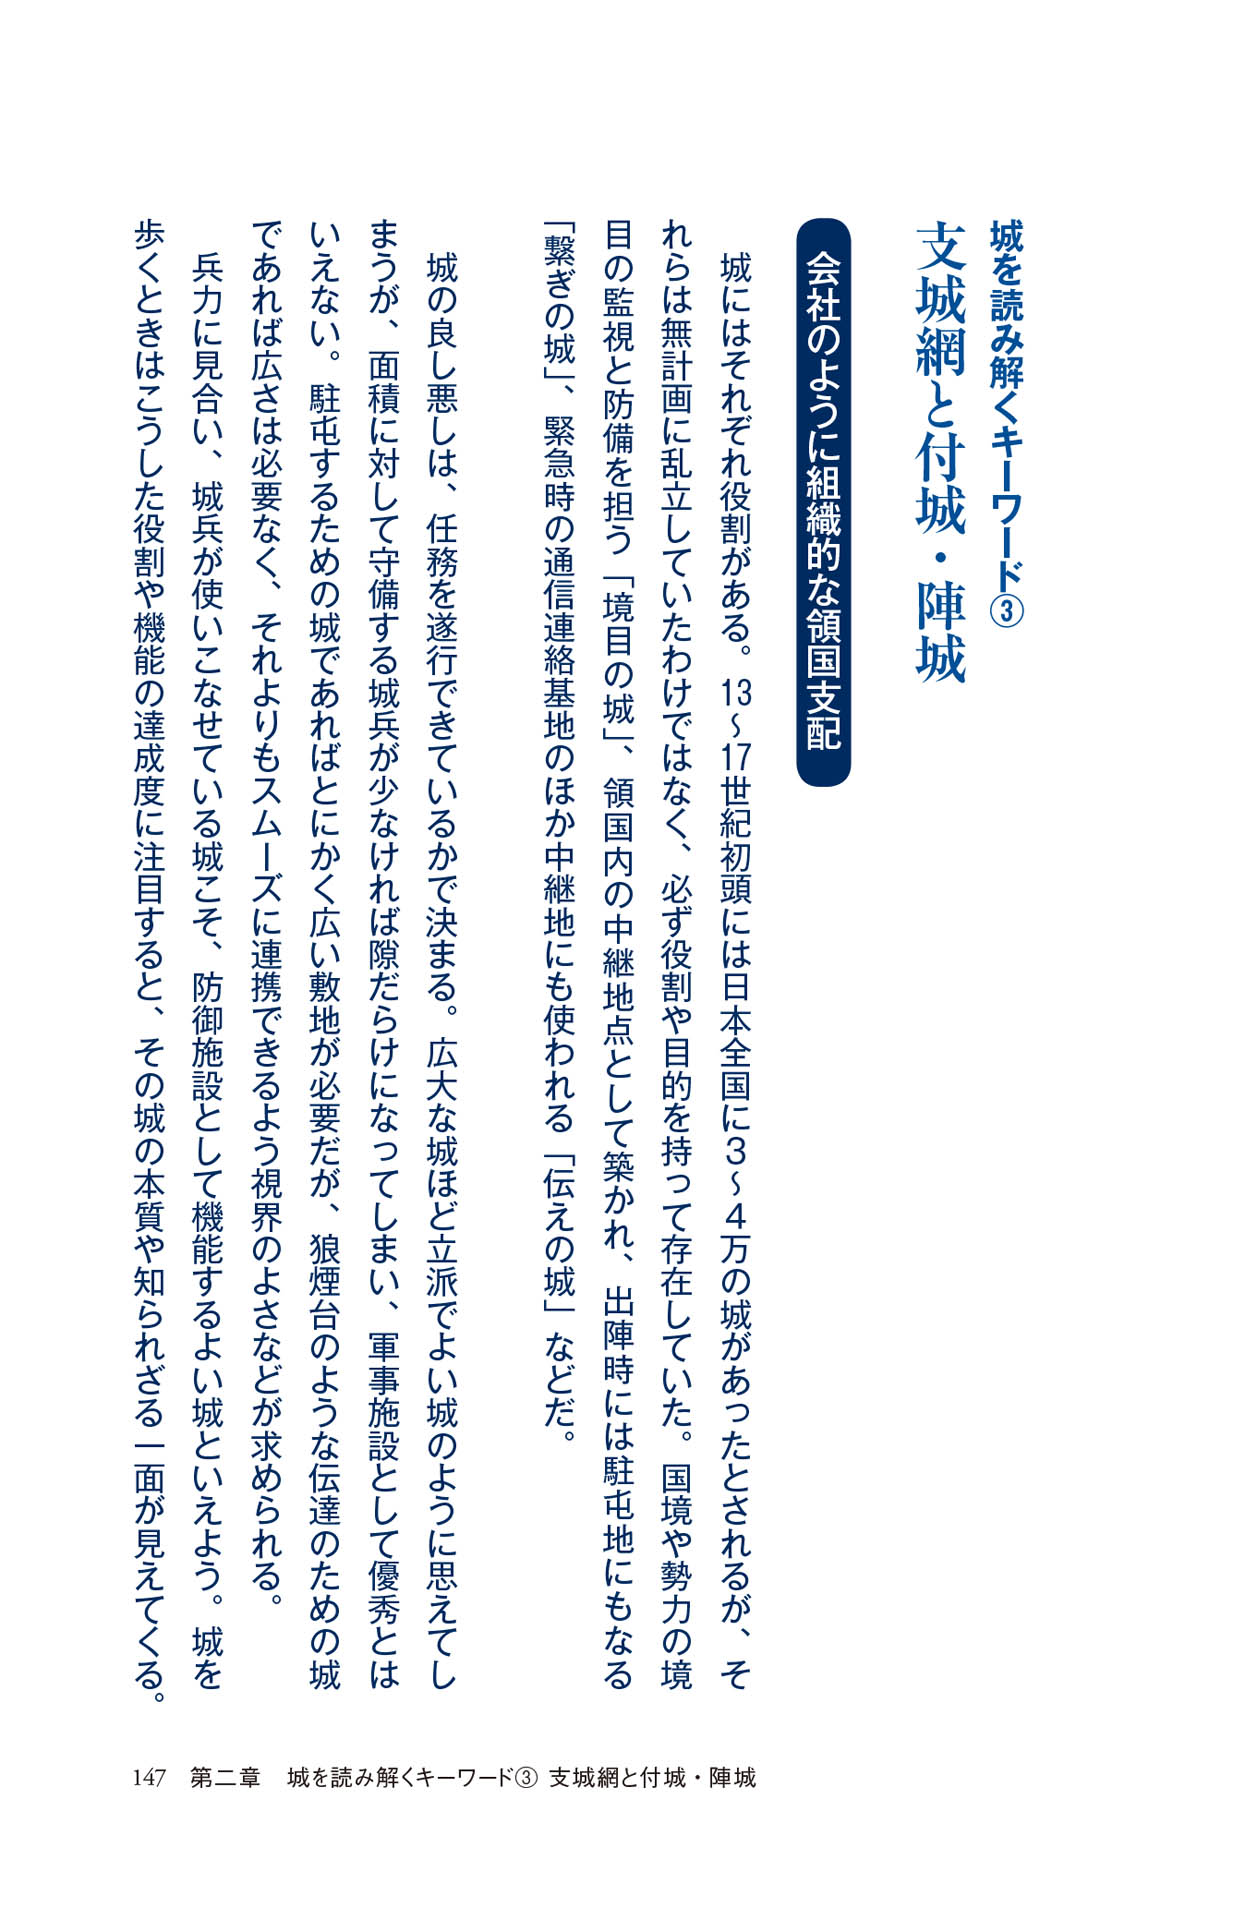 城を読み解くキーワード③
支城網と付城・陣城
会社のように組織的な領国支配
城にはそれぞれ役割がある。13〜17世紀初頭には日本全国に3〜4万の城があったとされるが、そ
れらは無計画に乱立していたわけではなく、必ず役割や目的を持って存在していた。国境や勢力の境
目の監視と防備を担う「境目の城」、領国内の中継地点として築かれ、出陣時には駐屯地にもなる
「繋ぎの城」、緊急時の通信連絡基地のほか中継地にも使われる「伝えの城」などだ。
城の良し悪しは、任務を遂行できているかで決まる。広大な城ほど立派でよい城のように思えてし
まうが、面積に対して守備する城兵が少なければ隙だらけになってしまい、軍事施設として優秀とは
いえない。駐屯するための城であればとにかく広い敷地が必要だが、狼煙台のような伝達のための城
であれば広さは必要なく、それよりもスムーズに連携できるよう視界のよさなどが求められる。
兵力に見合い、城兵が使いこなせている城こそ、防御施設として機能するよい城といえよう。城を
歩くときはこうした役割や機能の達成度に注目すると、その城の本質や知られざる一面が見えてくる。
147 第二章 城を読み解くキーワード③ 支城網と付城・陣城